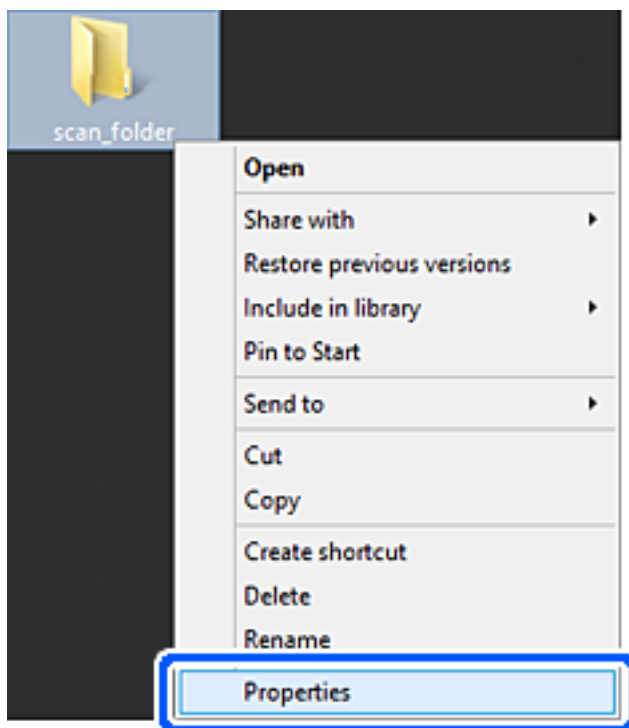 scan_folder
Open
Share with
Restore previous versions
Include in library
Pin to Start
Send to
Cut
Copy
Create shortcut
Delete
Rename
Properties